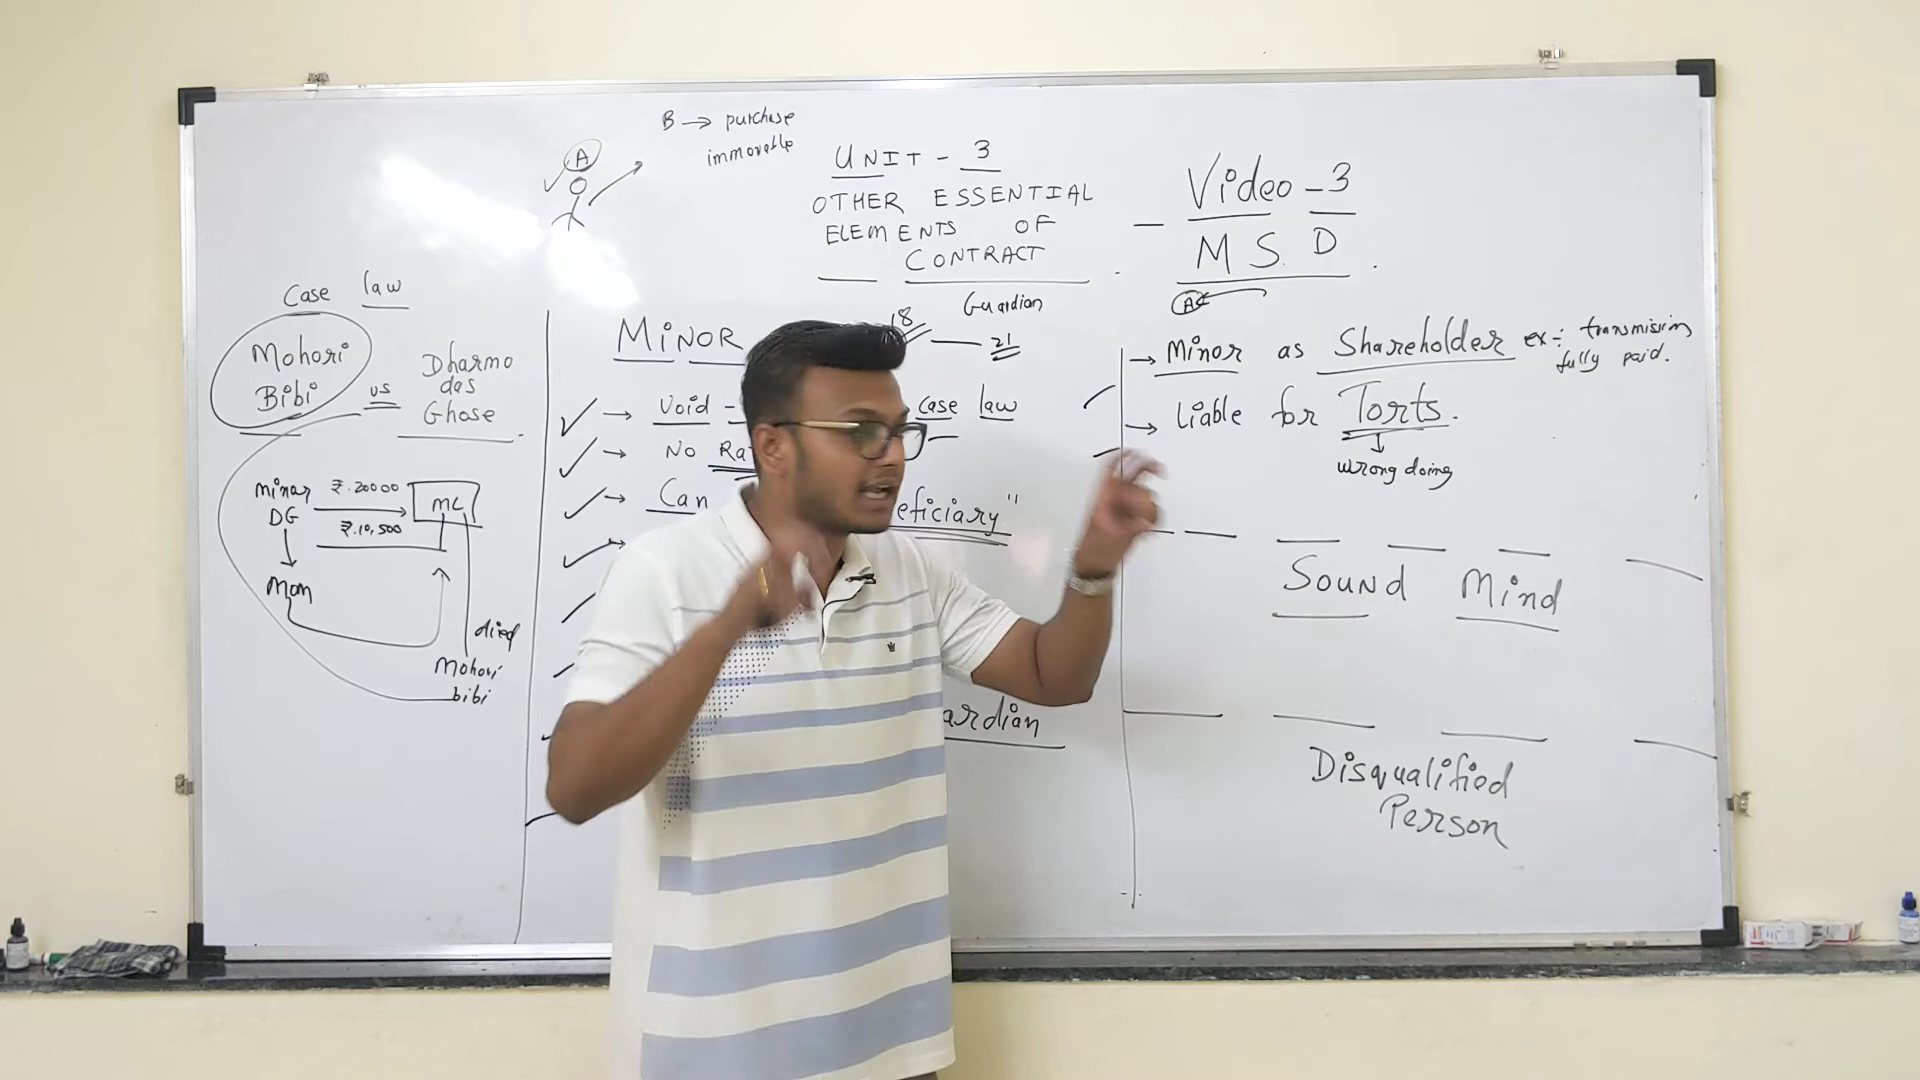 B → purchase
immovable
A
UNIT - 3
OTHER ESSENTIAL
ELEMENTS OF
CONTRACT
Video - 3
M S. D
A
Case law
Mohori
Bibi
vs
Dharmo
das
Ghose
minor
DG
₹.20000
₹.10,500
ML
Mom
died
Mohori
bibi
Guardian
18
21
MINOR
→ Void - case law
→ No Ra
→ Can eficiary"
ardian
→ Minor as Shareholder ex:- transmission
fully paid.
→ Liable for Torts.
↓
wrong doing
Sound Mind
Disqualified
Person